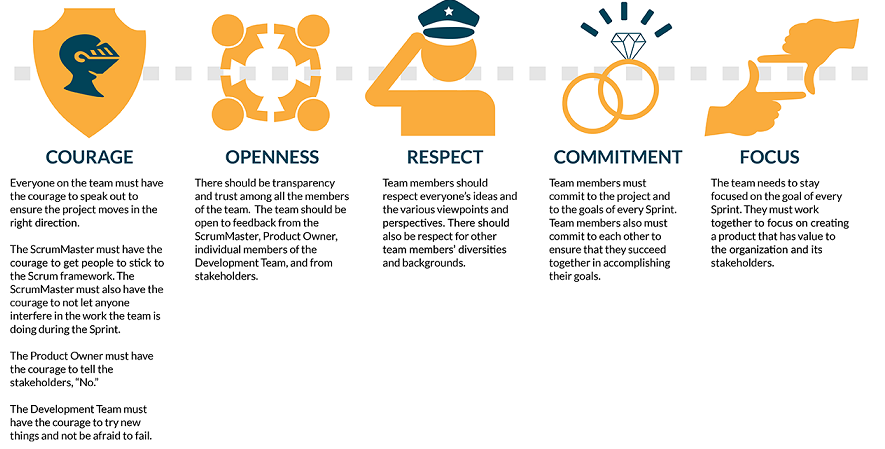 COURAGE
Everyone on the team must have
the courage to speak out to
ensure the project moves in the
right direction.
The ScrumMaster must have the
courage to get people to stick to
the Scrum framework. The
ScrumMaster must also have the
courage to not let anyone
interfere in the work the team is
doing during the Sprint.
The Product Owner must have
the courage to tell the
stakeholders, “No.”
The Development Team must
have the courage to try new
things and not be afraid to fail.
OPENNESS
There should be transparency
and trust among all the members
of the team. The team should be
open to feedback from the
ScrumMaster, Product Owner,
individual members of the
Development Team, and from
stakeholders.
RESPECT
Team members should
respect everyone’s ideas and
the various viewpoints and
perspectives. There should
also be respect for other
team members’ diversities
and backgrounds.
COMMITMENT
Team members must
commit to the project and
to the goals of every Sprint.
Team members also must
commit to each other to
ensure that they succeed
together in accomplishing
their goals.
FOCUS
The team needs to stay
focused on the goal of every
Sprint. They must work
together to focus on creating
a product that has value to
the organization and its
stakeholders.